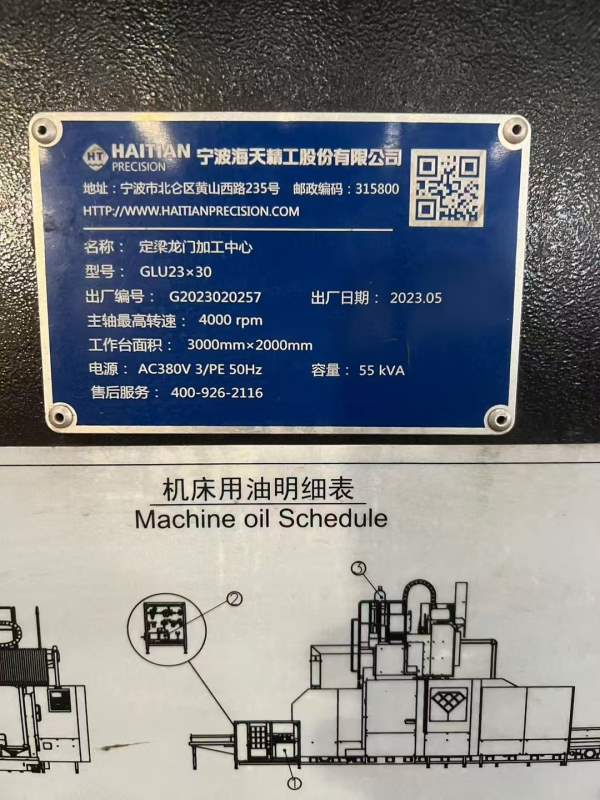 HT HAITIAN PRECISION 宁波海天精工股份有限公司
地址：宁波市北仑区黄山西路235号 邮政编码：315800
HTTP://WWW.HAITIANPRECISION.COM
名称： 定梁龙门加工中心
型号： GLU23×30
出厂编号： G2023020257 出厂日期： 2023.05
主轴最高转速： 4000 rpm
工作台面积： 3000mm×2000mm
电源： AC380V 3/PE 50Hz 容量： 55 kVA
售后服务： 400-926-2116
机床用油明细表
Machine oil Schedule
③
②
①